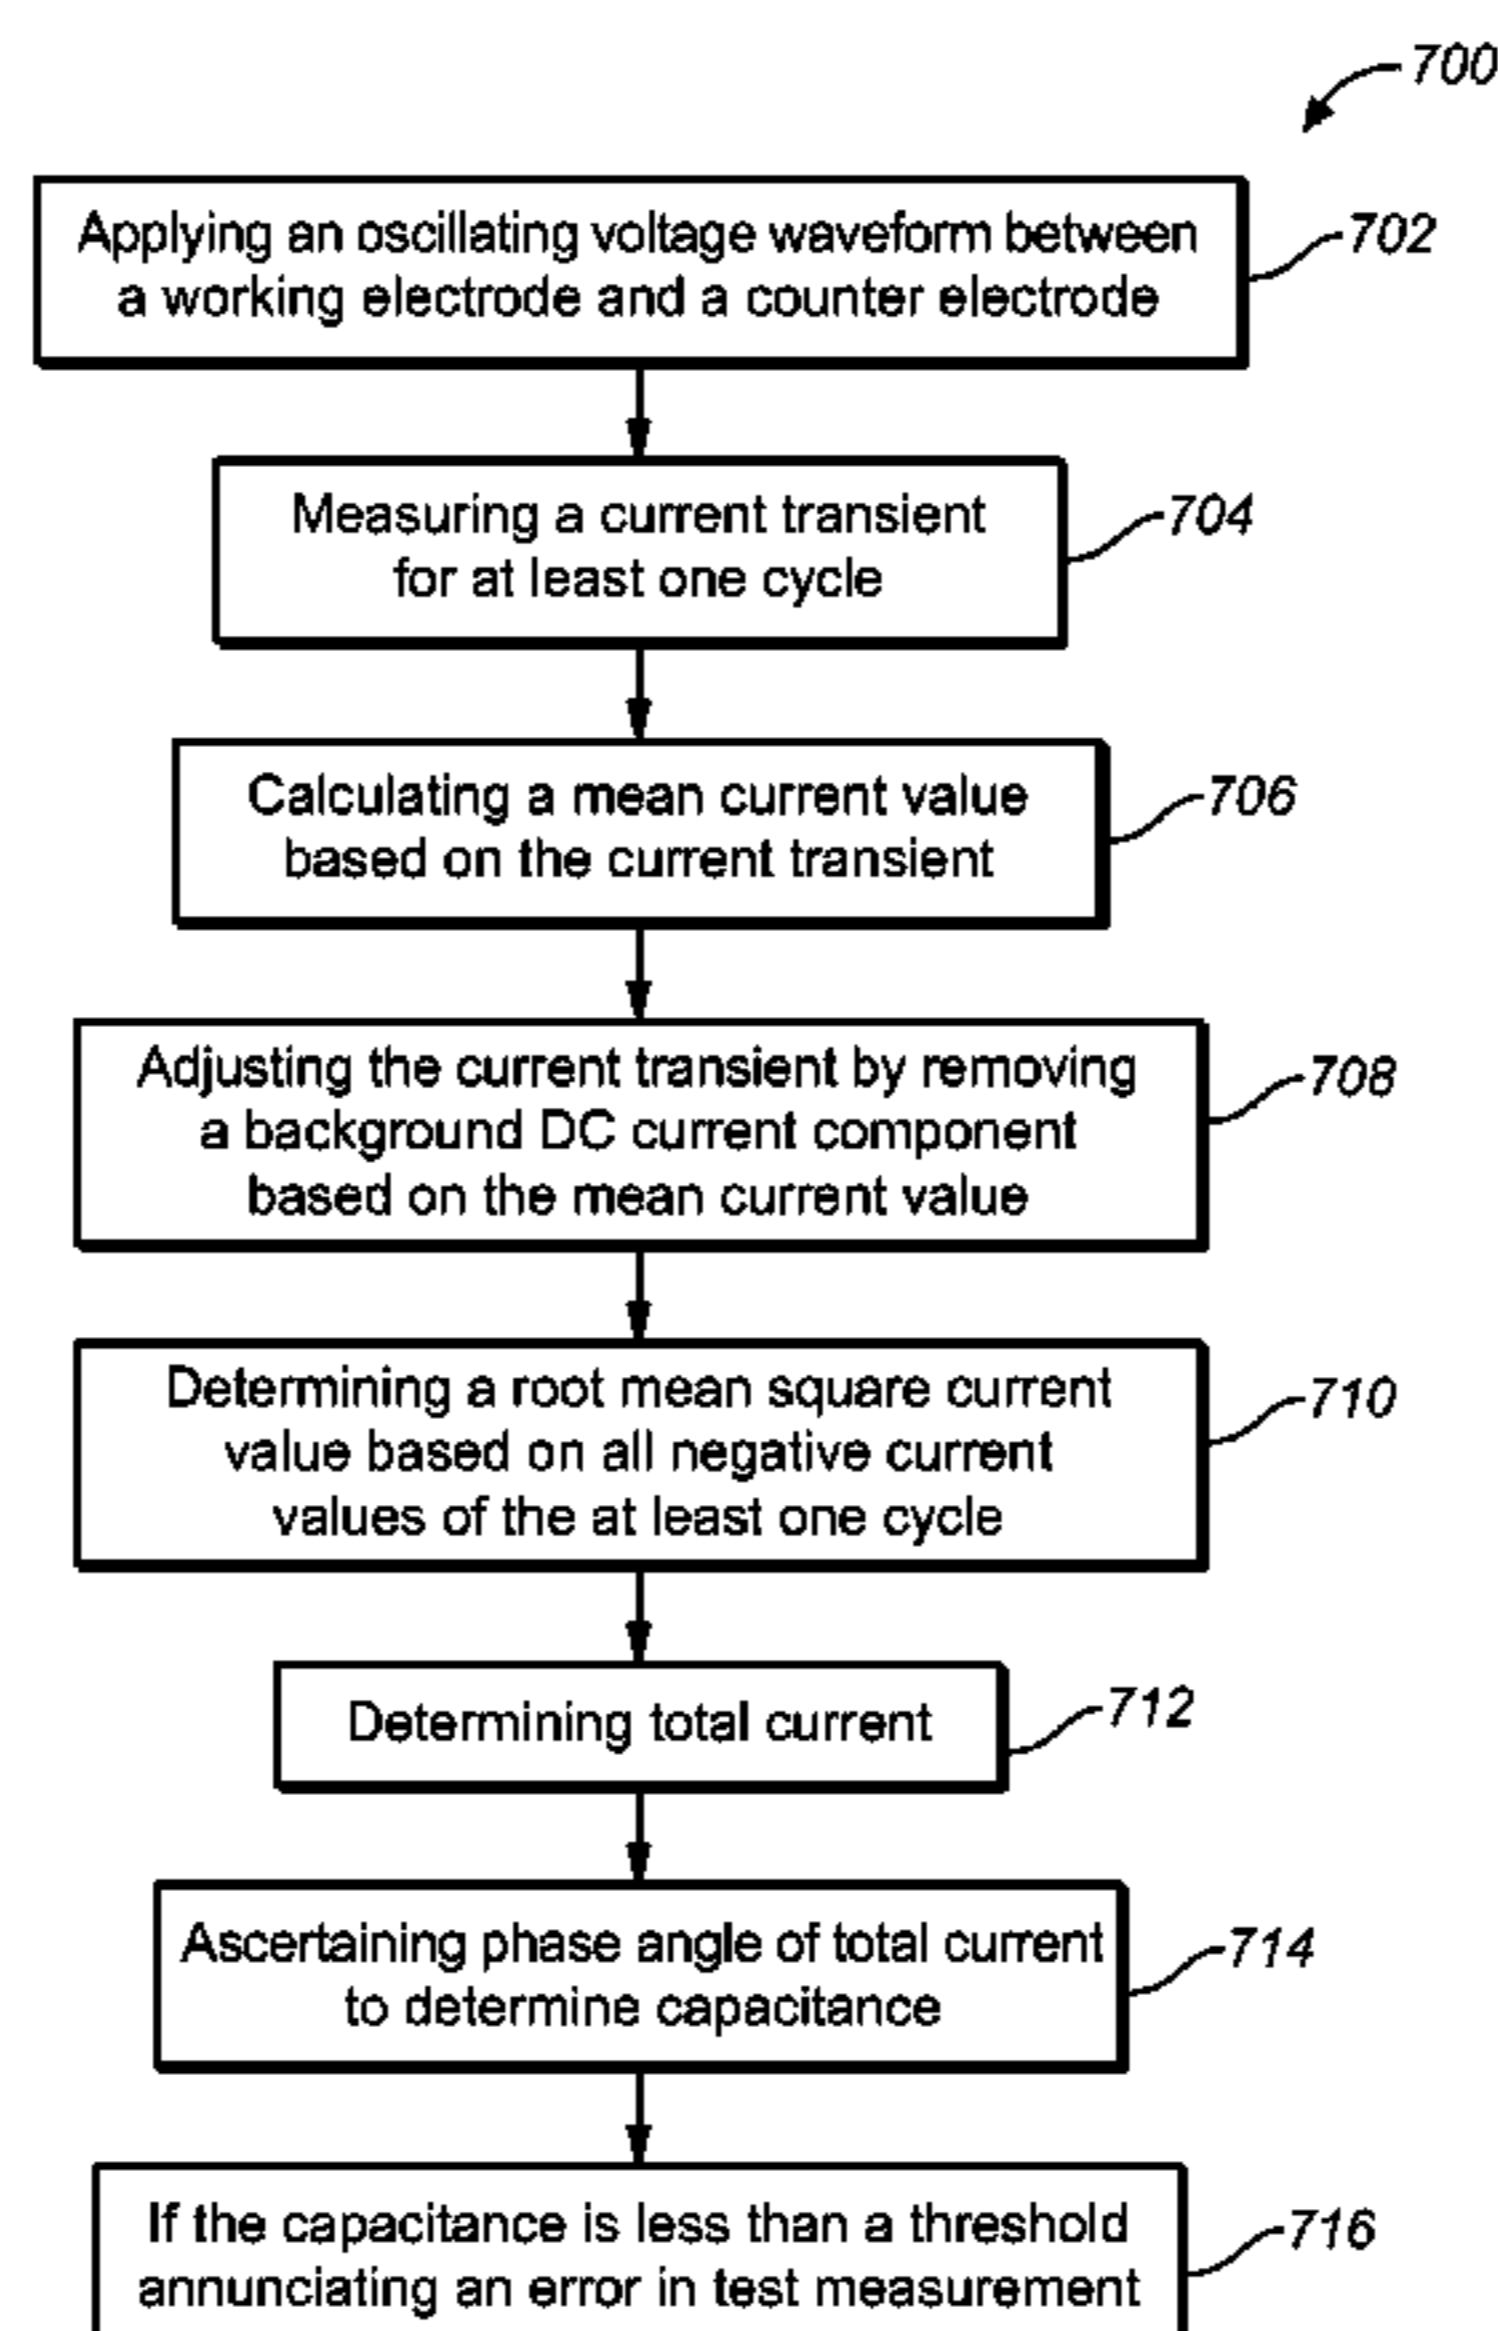 700
Applying an oscillating voltage waveform between
a working electrode and a counter electrode
702
Measuring a current transient
for at least one cycle
704
Calculating a mean current value
based on the current transient
706
Adjusting the current transient by removing
a background DC current component
based on the mean current value
708
Determining a root mean square current
value based on all negative current
values of the at least one cycle
710
Determining total current
712
Ascertaining phase angle of total current
to determine capacitance
714
If the capacitance is less than a threshold
annunciating an error in test measurement
716